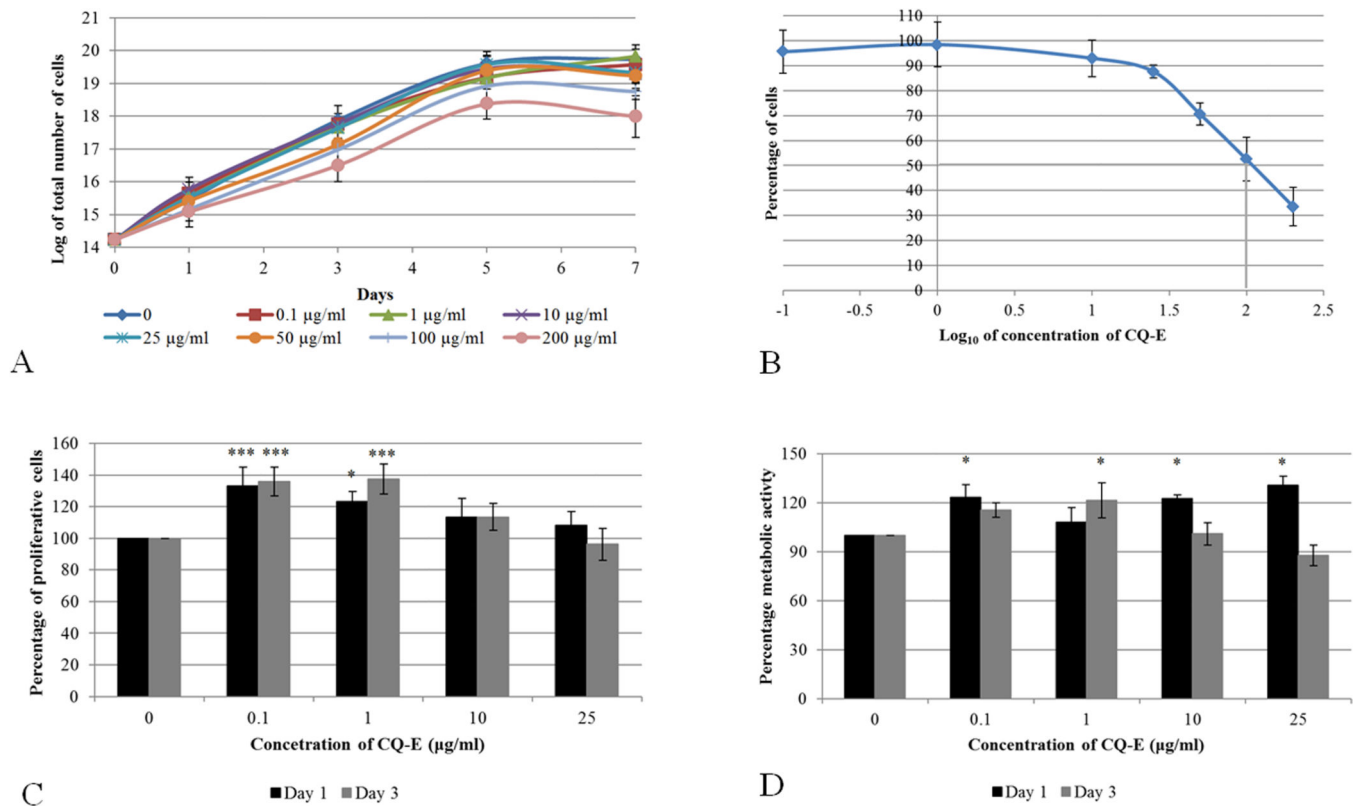 21
20
19
18
17
16
15
14
Log of total number of cells
0 1 2 3 4 5 6 7
Days
0 0.1 µg/ml 1 µg/ml 10 µg/ml
25 µg/ml 50 µg/ml 100 µg/ml 200 µg/ml
A
110
100
90
80
70
60
50
40
30
20
10
0
Percentage of cells
-1 -0.5 0 0.5 1 1.5 2 2.5
Log10 of concentration of CQ-E
B
160
140
120
100
80
60
40
20
0
Percentage of proliferative cells
*** *** * ***
0 0.1 1 10 25
Concetration of CQ-E (µg/ml)
Day 1 Day 3
C
150
120
90
60
30
0
Percentage metabolic activty
* * * *
0 0.1 1 10 25
Concentration of CQ-E (µg/ml)
Day 1 Day 3
D